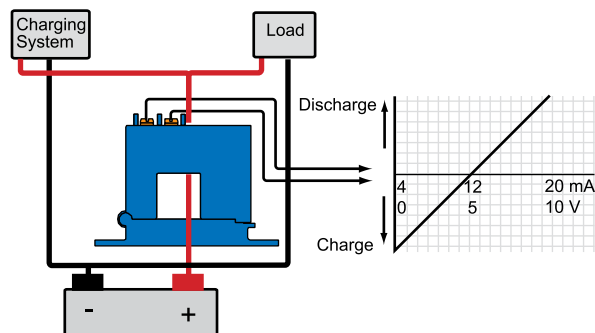 Charging
System
Load
Discharge
4 12 20 mA
0 5 10 V
Charge
- +